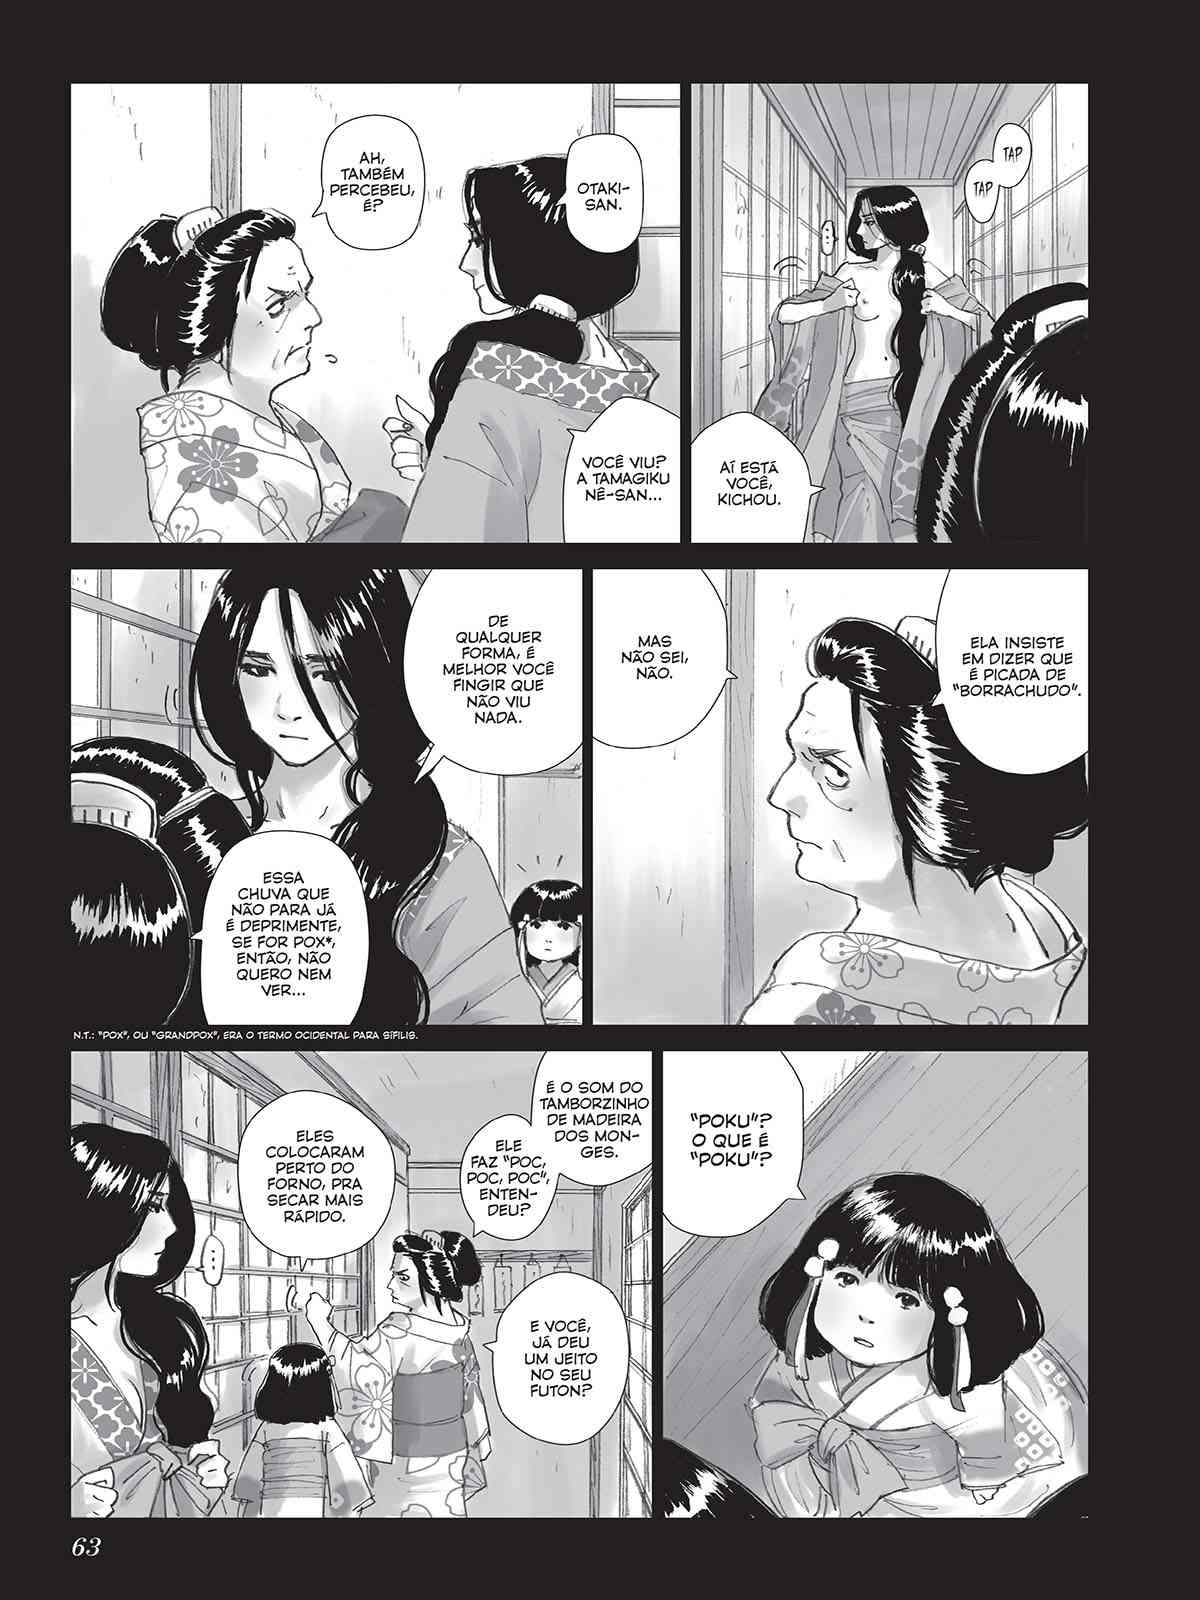 TAP
TAP
...
AÍ ESTÁ
VOCÊ,
KICHOU.
OTAKI-
SAN.
AH,
TAMBÉM
PERCEBEU,
É?
VOCÊ VIU?
A TAMAGIKU
NÊ-SAN...
ELA INSISTE
EM DIZER QUE
É PICADA DE
"BORRACHUDO".
MAS
NÃO SEI,
NÃO.
DE
QUALQUER
FORMA, É
MELHOR VOCÊ
FINGIR QUE
NÃO VIU
NADA.
ESSA
CHUVA QUE
NÃO PARA JÁ
É DEPRIMENTE,
SE FOR POX*,
ENTÃO, NÃO
QUERO NEM
VER...
N.T.: "POX", OU "GRANDPOX", ERA O TERMO OCIDENTAL PARA SÍFILIS.
"POKU"?
O QUE É
"POKU"?
É O SOM DO
TAMBORZINHO
DE MADEIRA
DOS MON-
GES.
ELE
FAZ "POC,
POC, POC",
ENTEN-
DEU?
E VOCÊ,
JÁ DEU
UM JEITO
NO SEU
FUTON?
ELES
COLOCARAM
PERTO DO
FORNO, PRA
SECAR MAIS
RÁPIDO.
...
63